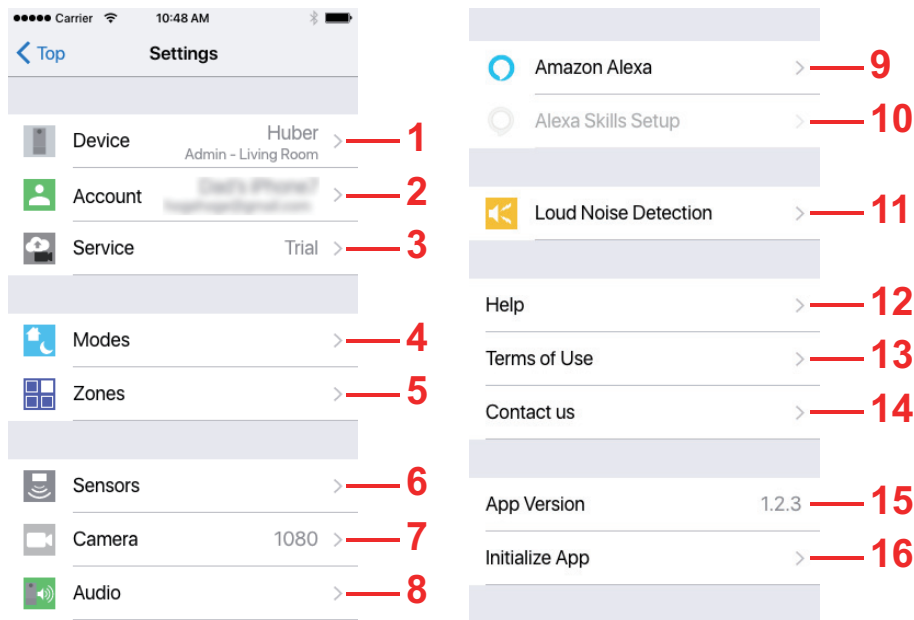 Carrier 10:48 AM
Top Settings
Device Huber 1
Admin - Living Room
Account 2
Service Trial 3
Modes 4
Zones 5
Sensors 6
Camera 1080 7
Audio 8
Amazon Alexa 9
Alexa Skills Setup 10
Loud Noise Detection 11
Help 12
Terms of Use 13
Contact us 14
App Version 1.2.3 15
Initialize App 16